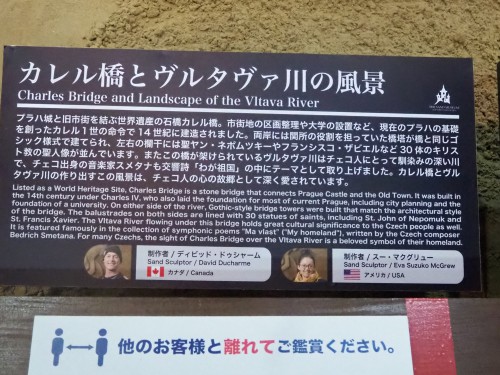 カレル橋とヴルタヴァ川の風景
Charles Bridge and Landscape of the Vltava River
プラハ城と旧市街を結ぶ世界遺産の石橋カレル橋。市街地の区画整理や大学の設置など、現在のプラハの基礎
を創ったカレル1世の命令で14世紀に建造されました。両岸には関所の役割を担っていた橋塔が橋と同じゴ
シック様式で建てられ、左右の欄干には聖ヤン・ネポムツキーやフランシスコ・ザビエルなど30体のキリス
ト教の聖人像が並んでいます。またこの橋が架けられているヴルタヴァ川はチェコ人にとって馴染みの深い川
で、チェコ出身の音楽家スメタナも交響詩「わが祖国」の中にテーマとして取り上げました。カレル橋とヴル
タヴァ川の作り出すこの風景は、チェコ人の心の故郷として深く愛されています。
Listed as a World Heritage Site, Charles Bridge is a stone bridge that connects Prague Castle and the Old Town. It was built in
the 14th century under Charles IV, who also laid the foundation for most of current Prague, including city planning and the
foundation of a university. On either side of the river, Gothic-style bridge towers were built that match the architectural style
of the bridge. The balustrades on both sides are lined with 30 statues of saints, including St. John of Nepomuk and
St. Francis Xavier. The Vltava River flowing under this bridge holds great cultural significance to the Czech people as well.
It is featured famously in the collection of symphonic poems "Ma vlast" ("My homeland"), written by the Czech composer
Bedrich Smetana. For many Czechs, the sight of Charles Bridge over the Vltava River is a beloved symbol of their homeland.
制作者 / デイビッド・ドゥシャーム
Sand Sculptor / David Ducharme
カナダ / Canada
制作者 / スー・マクグリュー
Sand Sculptor / Eva Suzuko McGrew
アメリカ / USA
他のお客様と離れてご鑑賞ください。